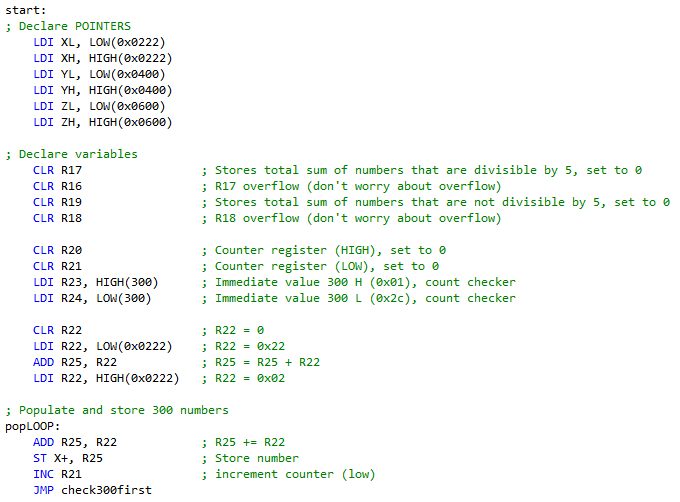 start:
; Declare POINTERS
LDI XL, LOW(0x0222)
LDI XH, HIGH(0x0222)
LDI YL, LOW(0x0400)
LDI YH, HIGH(0x0400)
LDI ZL, LOW(0x0600)
LDI ZH, HIGH(0x0600)
; Declare variables
CLR R17 ; Stores total sum of numbers that are divisible by 5, set to 0
CLR R16 ; R17 overflow (don't worry about overflow)
CLR R19 ; Stores total sum of numbers that are not divisible by 5, set to 0
CLR R18 ; R18 overflow (don't worry about overflow)
CLR R20 ; Counter register (HIGH), set to 0
CLR R21 ; Counter register (LOW), set to 0
LDI R23, HIGH(300) ; Immediate value 300 H (0x01), count checker
LDI R24, LOW(300) ; Immediate value 300 L (0x2c), count checker
CLR R22 ; R22 = 0
LDI R22, LOW(0x0222) ; R22 = 0x22
ADD R25, R22 ; R25 = R25 + R22
LDI R22, HIGH(0x0222) ; R22 = 0x02
; Populate and store 300 numbers
popLOOP:
ADD R25, R22 ; R25 += R22
ST X+, R25 ; Store number
INC R21 ; increment counter (low)
JMP check300first